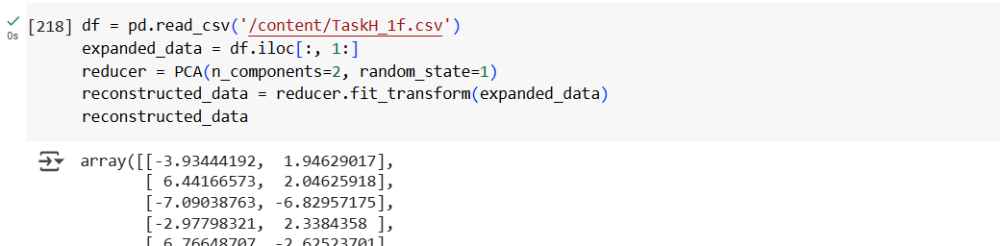 [218] df = pd.read_csv('/content/TaskH_1f.csv')
0s
expanded_data = df.iloc[:, 1:]
reducer = PCA(n_components=2, random_state=1)
reconstructed_data = reducer.fit_transform(expanded_data)
reconstructed_data
array([[-3.93444192,  1.94629017],
[ 6.44166573,  2.04625918],
[-7.09038763, -6.82957175],
[-2.97798321,  2.3384358 ],
[ 6.76648707, -2.62523701]